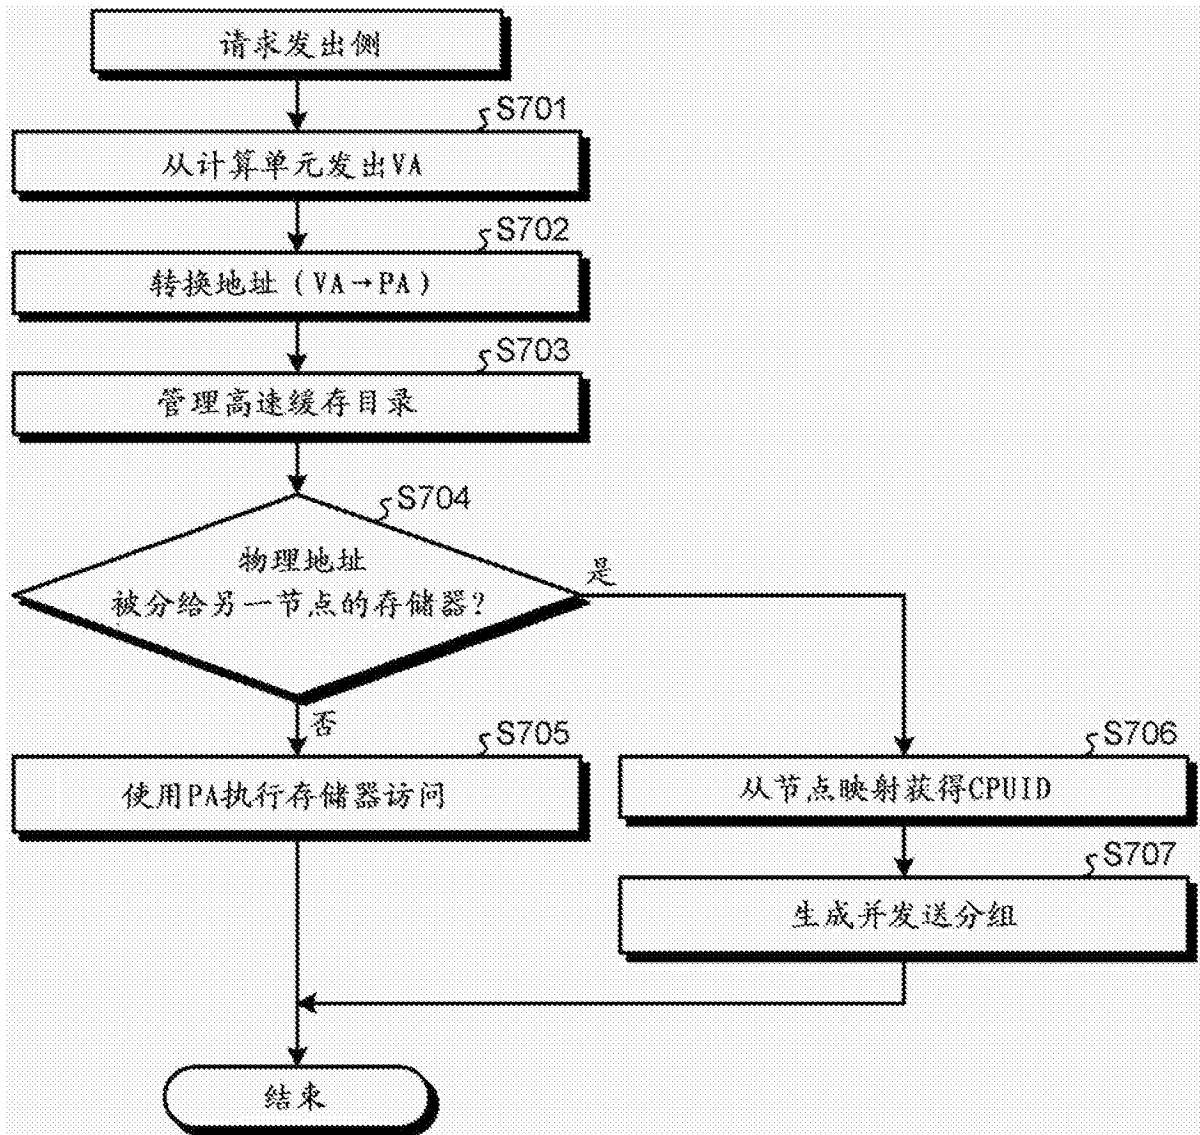 请求发出侧
S701
从计算单元发出VA
S702
转换地址（VA→PA）
S703
管理高速缓存目录
S704
物理地址
被分给另一节点的存储器？
是
否
S705
使用PA执行存储器访问
S706
从节点映射获得CPUID
S707
生成并发送分组
结束